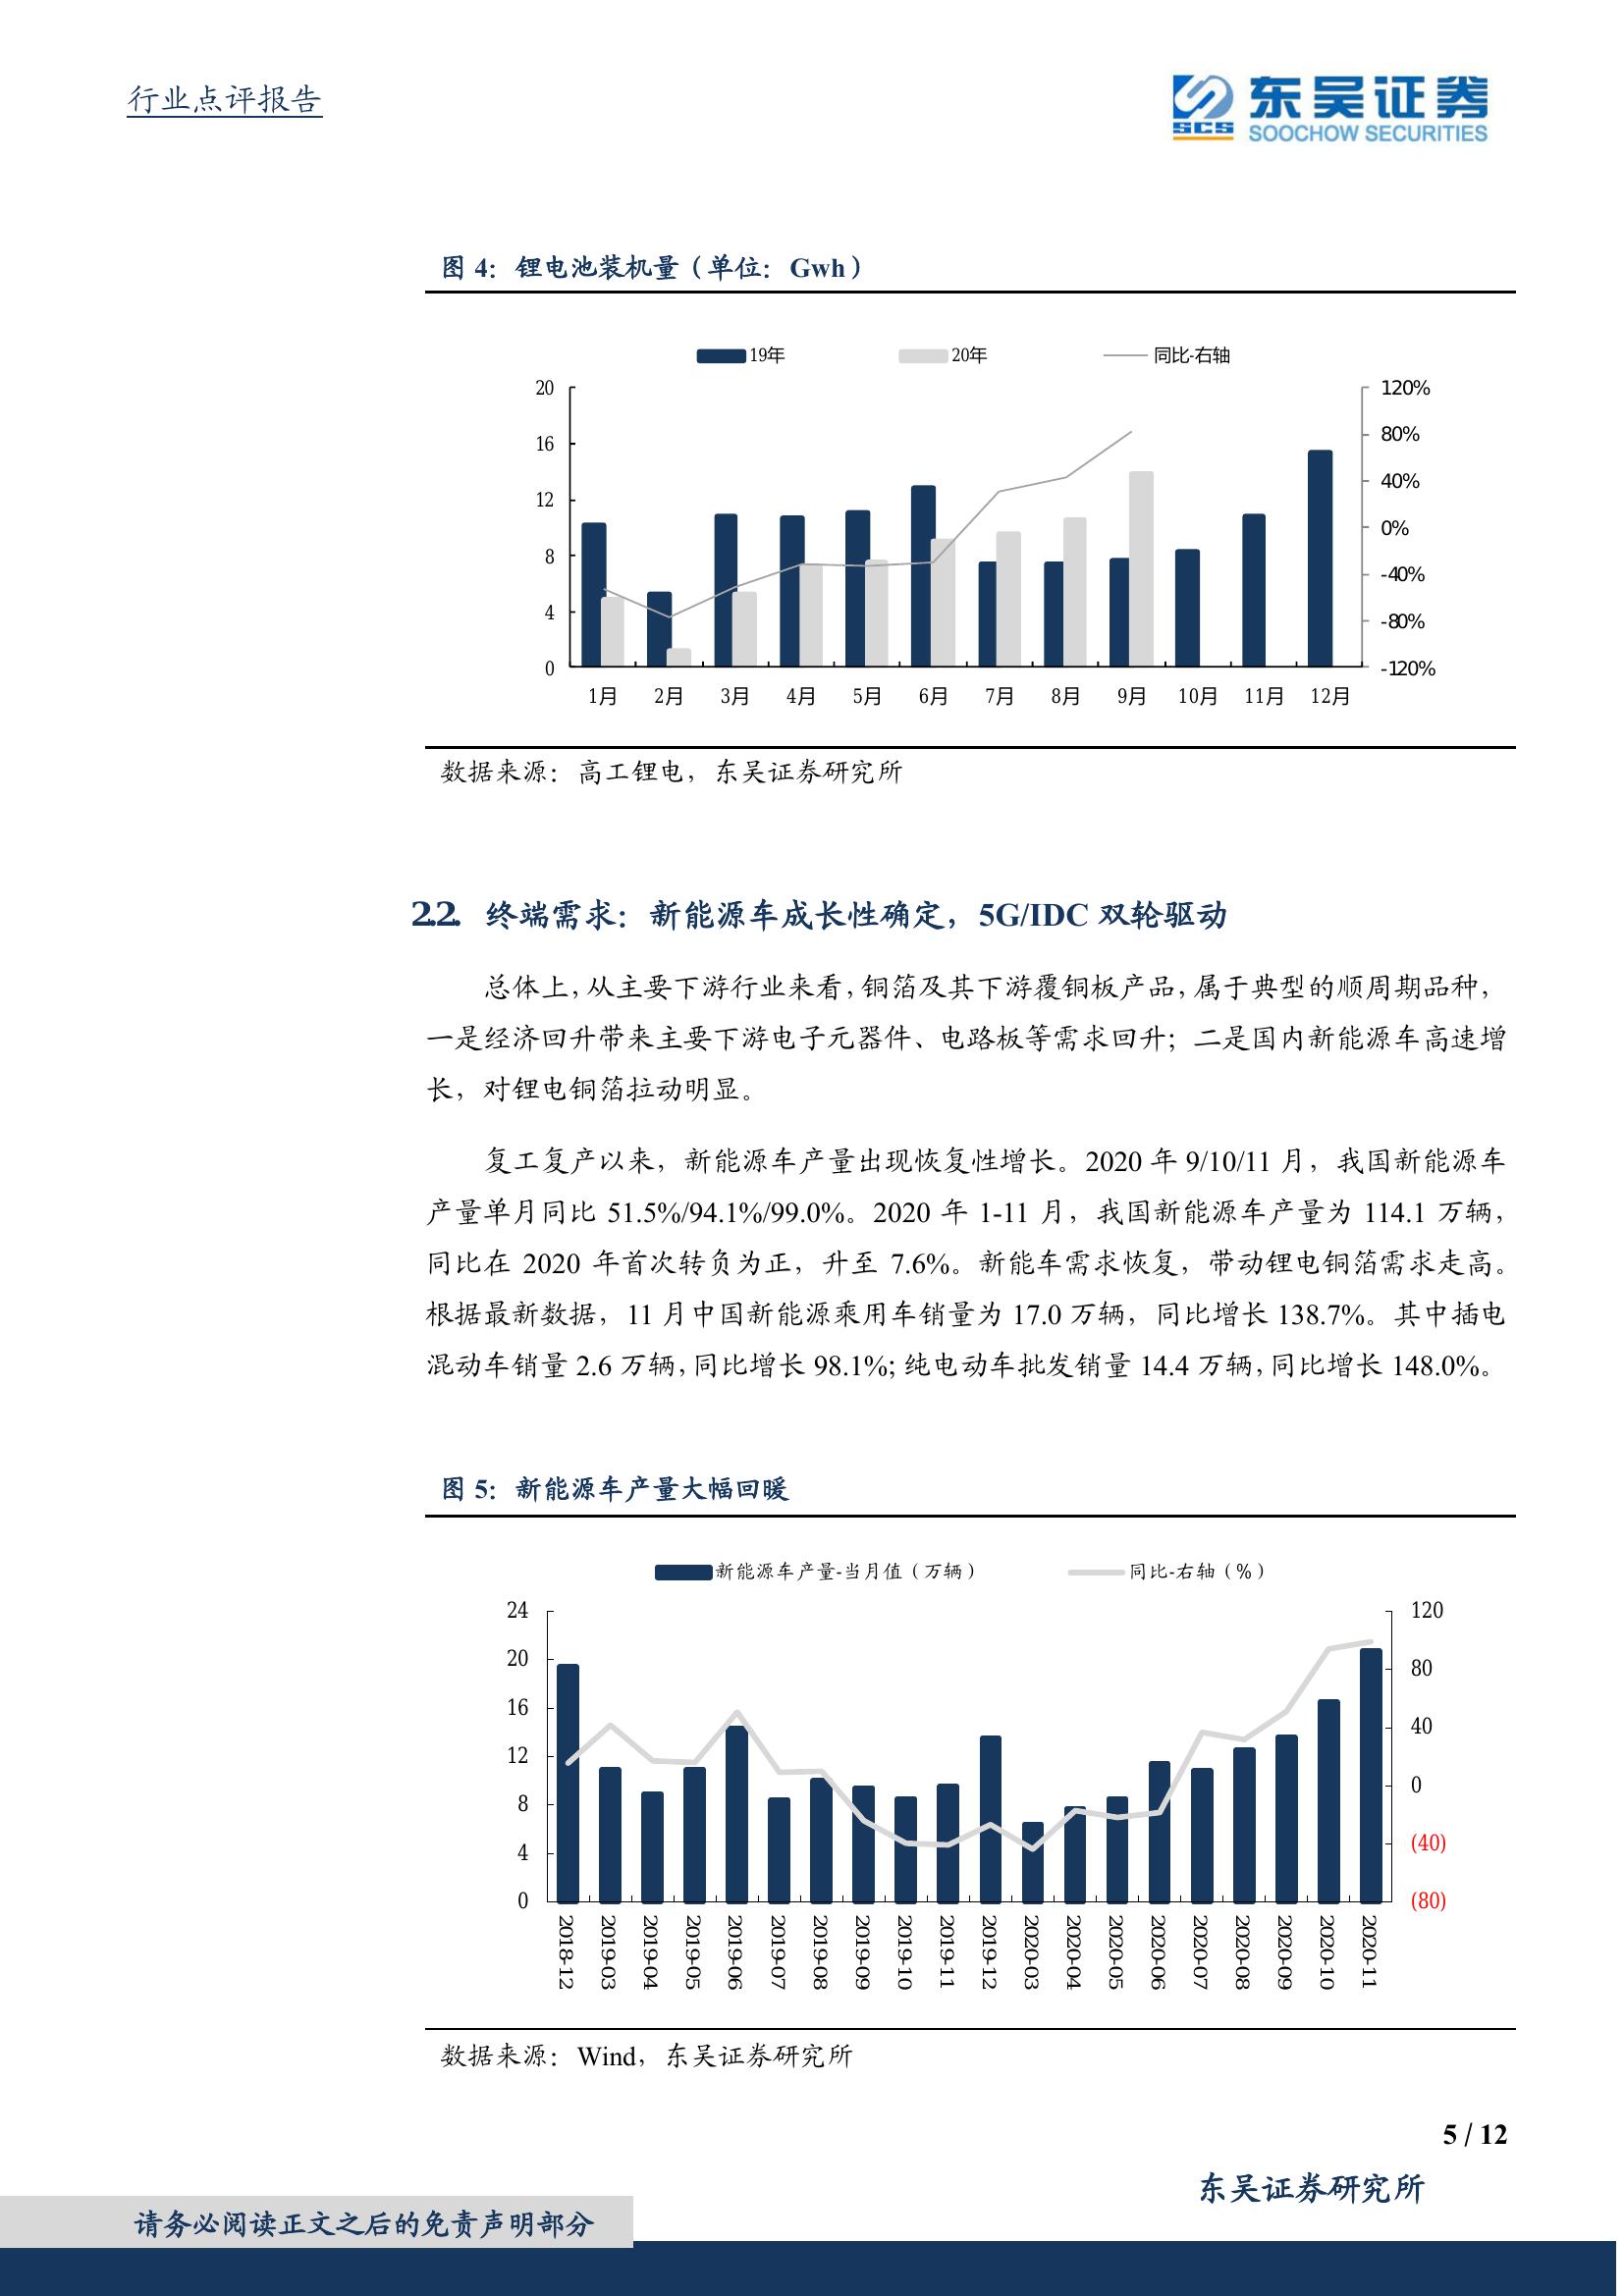 行业点评报告
SCS 东吴证券
SOOCHOW SECURITIES
图 4：锂电池装机量（单位：Gwh）
19年 20年 同比-右轴
20 120%
16 80%
12 40%
0%
8 -40%
4 -80%
0 -120%
1月 2月 3月 4月 5月 6月 7月 8月 9月 10月 11月 12月
数据来源：高工锂电，东吴证券研究所
2.2. 终端需求：新能源车成长性确定，5G/IDC 双轮驱动
总体上，从主要下游行业来看，铜箔及其下游覆铜板产品，属于典型的顺周期品种，
一是经济回升带来主要下游电子元器件、电路板等需求回升；二是国内新能源车高速增
长，对锂电铜箔拉动明显。
复工复产以来，新能源车产量出现恢复性增长。2020 年 9/10/11 月，我国新能源车
产量单月同比 51.5%/94.1%/99.0%。2020 年 1-11 月，我国新能源车产量为 114.1 万辆，
同比在 2020 年首次转负为正，升至 7.6%。新能车需求恢复，带动锂电铜箔需求走高。
根据最新数据，11 月中国新能源乘用车销量为 17.0 万辆，同比增长 138.7%。其中插电
混动车销量 2.6 万辆，同比增长 98.1%；纯电动车批发销量 14.4 万辆，同比增长 148.0%。
图 5：新能源车产量大幅回暖
新能源车产量-当月值（万辆） 同比-右轴（%）
24 120
20 80
16 40
12
8 0
4 (40)
0 (80)
2018-12 2019-03 2019-04 2019-05 2019-06 2019-07 2019-08 2019-09 2019-10 2019-11 2019-12 2020-03 2020-04 2020-05 2020-06 2020-07 2020-08 2020-09 2020-10 2020-11
数据来源：Wind，东吴证券研究所
5 / 12
东吴证券研究所
请务必阅读正文之后的免责声明部分